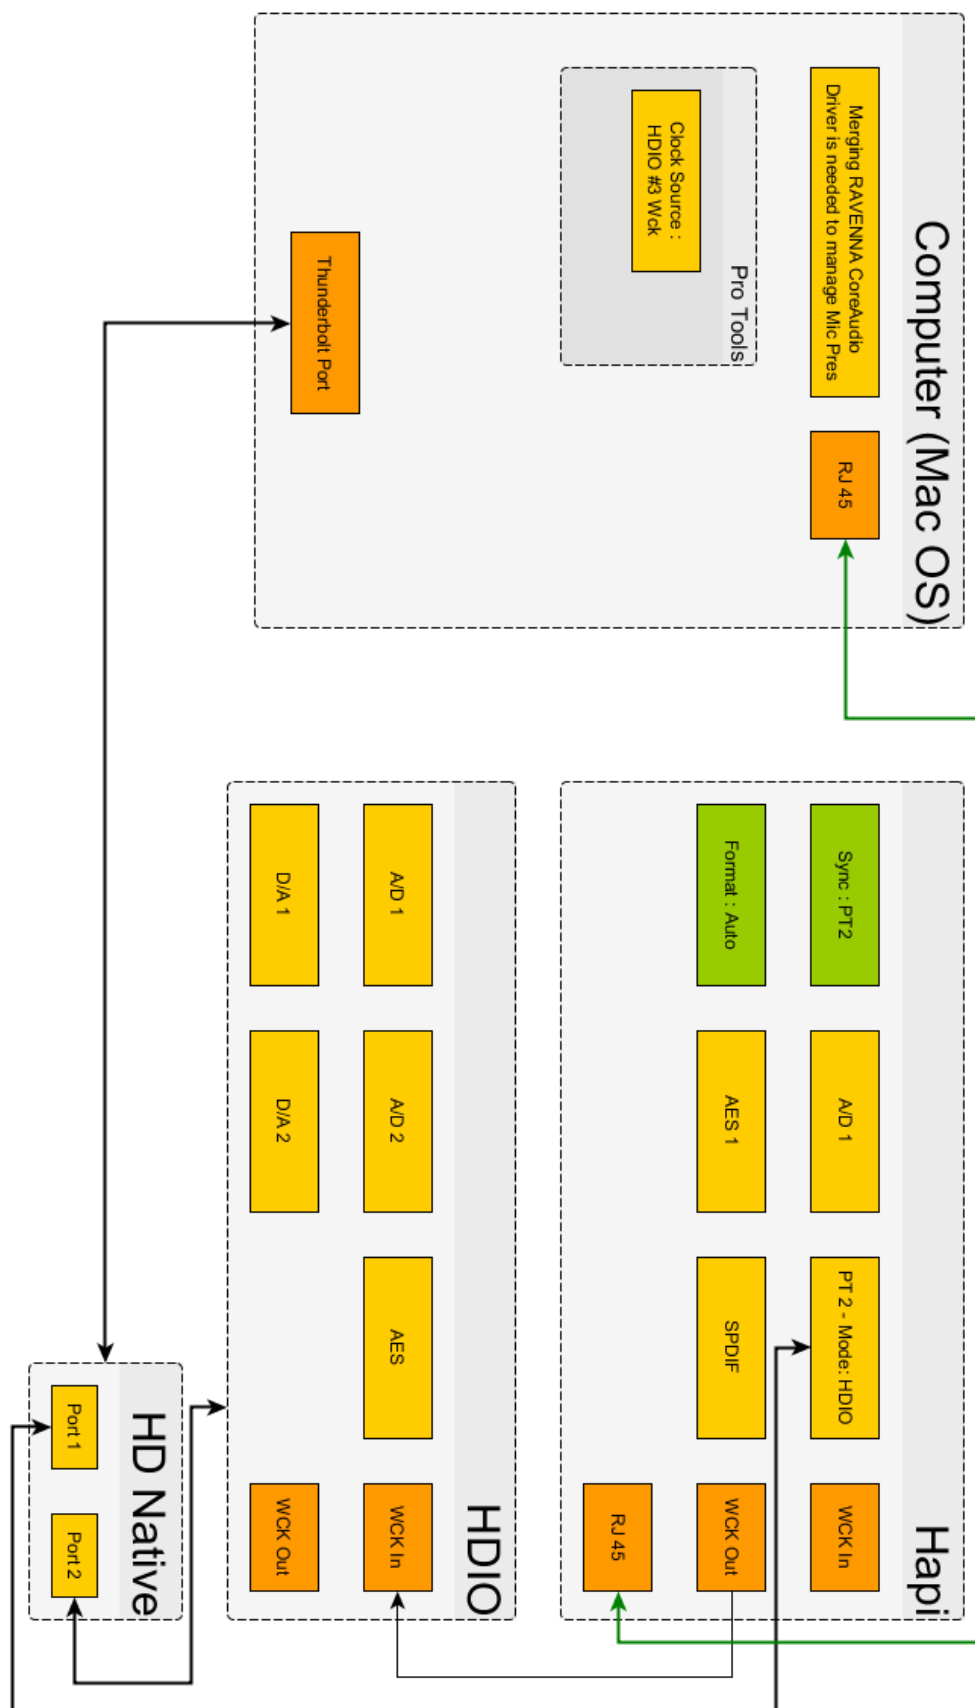 Computer (Mac OS)
Merging RAVENNA CoreAudio
Driver is needed to manage Mic Pres
RJ 45
Pro Tools
Clock Source :
HDIO #3 Wck
Thunderbolt Port
Hapi
Sync : PT2
A/D 1
PT 2 - Mode: HDIO
WCK In
Format : Auto
AES 1
SPDIF
WCK Out
RJ 45
HDIO
A/D 1
A/D 2
AES
WCK In
D/A 1
D/A 2
WCK Out
HD Native
Port 1
Port 2